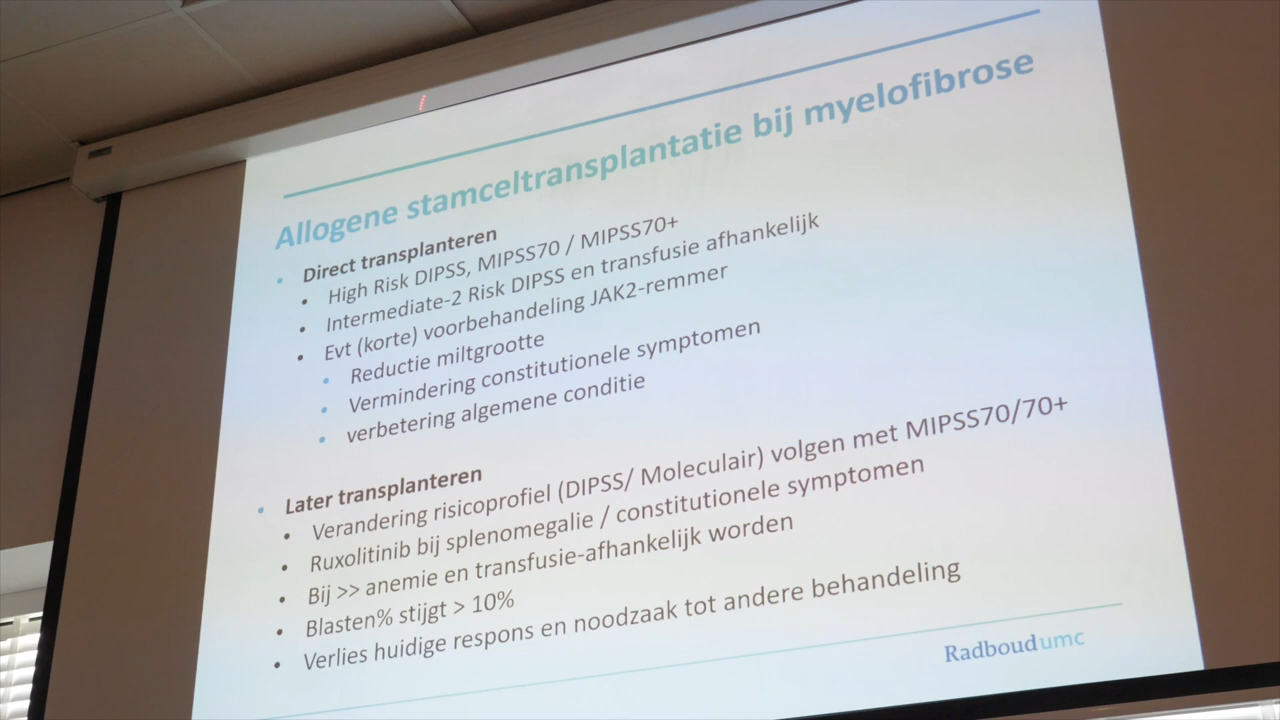 Allogene stamceltransplantatie bij myelofibrose
• Direct transplanteren
• High Risk DIPSS, MIPSS70 / MIPSS70+
• Intermediate-2 Risk DIPSS en transfusie afhankelijk
• Evt (korte) voorbehandeling JAK2-remmer
• Reductie miltgrootte
• Vermindering constitutionele symptomen
• verbetering algemene conditie
• Later transplanteren
• Verandering risicoprofiel (DIPSS/ Moleculair) volgen met MIPSS70/70+
• Ruxolitinib bij splenomegalie / constitutionele symptomen
• Bij >> anemie en transfusie-afhankelijk worden
• Blasten% stijgt > 10%
• Verlies huidige respons en noodzaak tot andere behandeling
Radboudumc